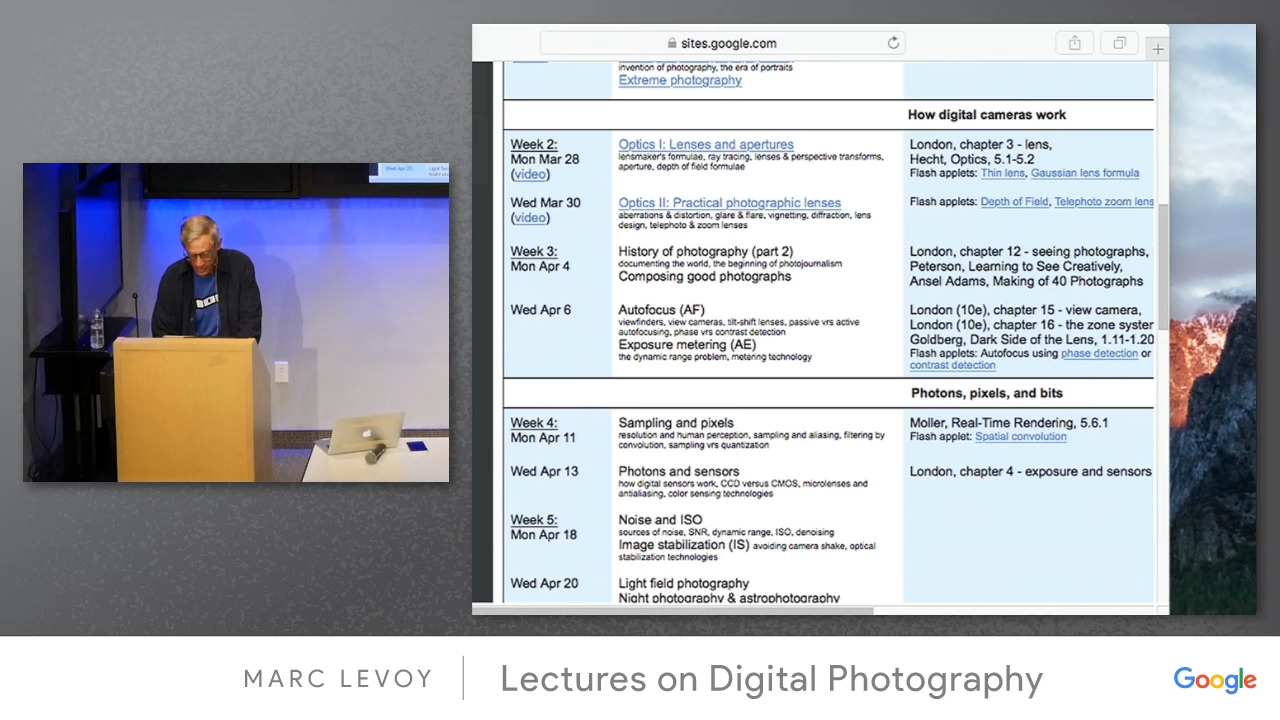 sites.google.com
invention of photography, the era of portraits
Extreme photography
How digital cameras work
Week 2:
Mon Mar 28
(video)
Optics I: Lenses and apertures
lensmaker's formulae, ray tracing, lenses & perspective transforms,
aperture, depth of field formulae
London, chapter 3 - lens,
Hecht, Optics, 5.1-5.2
Flash applets: Thin lens, Gaussian lens formula
Wed Mar 30
(video)
Optics II: Practical photographic lenses
aberrations & distortion, glare & flare, vignetting, diffraction, lens
design, telephoto & zoom lenses
Flash applets: Depth of Field, Telephoto zoom lens
Week 3:
Mon Apr 4
History of photography (part 2)
documenting the world, the beginning of photojournalism
Composing good photographs
London, chapter 12 - seeing photographs,
Peterson, Learning to See Creatively,
Ansel Adams, Making of 40 Photographs
Wed Apr 6
Autofocus (AF)
viewfinders, view cameras, tilt-shift lenses, passive vrs active
autofocusing, phase vrs contrast detection
Exposure metering (AE)
the dynamic range problem, metering technology
London (10e), chapter 15 - view camera,
London (10e), chapter 16 - the zone syster
Goldberg, Dark Side of the Lens, 1.11-1.20
Flash applets: Autofocus using phase detection or
contrast detection
Photons, pixels, and bits
Week 4:
Mon Apr 11
Sampling and pixels
resolution and human perception, sampling and aliasing, filtering by
convolution, sampling vrs quantization
Moller, Real-Time Rendering, 5.6.1
Flash applet: Spatial convolution
Wed Apr 13
Photons and sensors
how digital sensors work, CCD versus CMOS, microlenses and
antialiasing, color sensing technologies
London, chapter 4 - exposure and sensors
Week 5:
Mon Apr 18
Noise and ISO
sources of noise, SNR, dynamic range, ISO, denoising
Image stabilization (IS) avoiding camera shake, optical
stabilization technologies
Wed Apr 20
Light field photography
Night photography & astrophotography
MARC LEVOY
Lectures on Digital Photography
Google